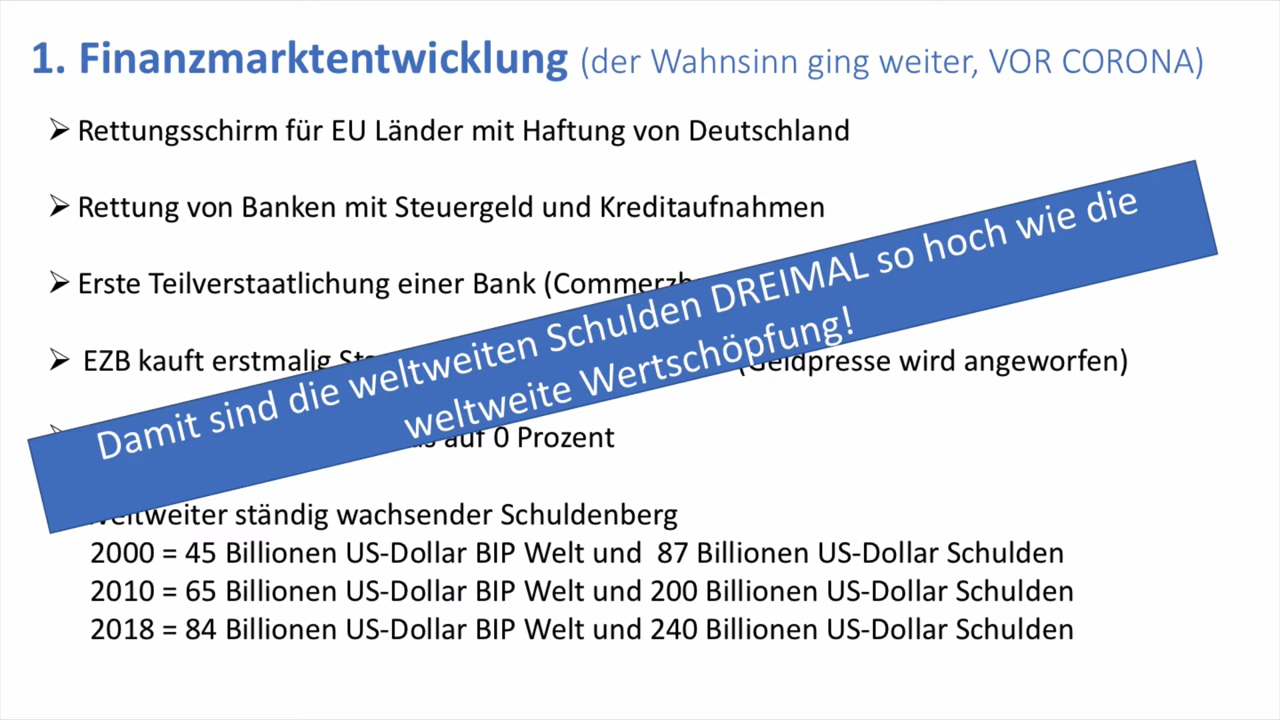 1. Finanzmarktentwicklung (der Wahnsinn ging weiter, VOR CORONA)
➢ Rettungsschirm für EU Länder mit Haftung von Deutschland
➢ Rettung von Banken mit Steuergeld und Kreditaufnahmen
➢ Erste Teilverstaatlichung einer Bank
➢ EZB kauft erstmalig (Geldpresse wird angeworfen)
auf 0 Prozent
Damit sind die weltweiten Schulden DREIMAL so hoch wie die
weltweite Wertschöpfung!
Weltweiter ständig wachsender Schuldenberg
2000 = 45 Billionen US-Dollar BIP Welt und 87 Billionen US-Dollar Schulden
2010 = 65 Billionen US-Dollar BIP Welt und 200 Billionen US-Dollar Schulden
2018 = 84 Billionen US-Dollar BIP Welt und 240 Billionen US-Dollar Schulden